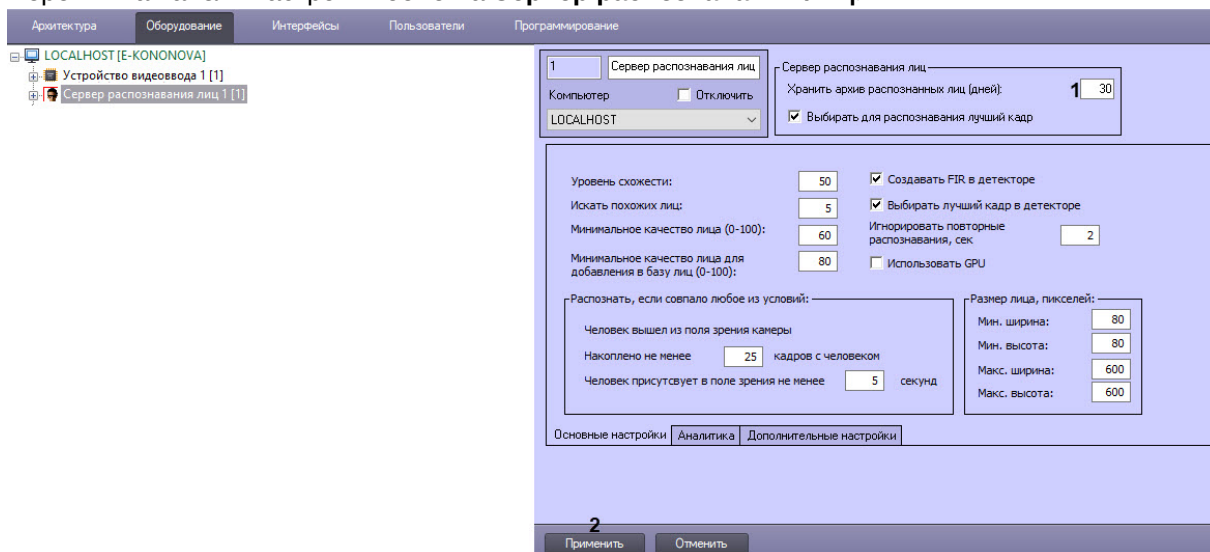 Архитектура Оборудование Интерфейсы Пользователи Программирование
LOCALHOST [E-KONONOVA]
Устройство видеоввода 1 [1]
Сервер распознавания лиц 1 [1]
1 Сервер распознавания лиц
Компьютер Отключить
LOCALHOST
Сервер распознавания лиц
Хранить архив распознанных лиц (дней): 1 30
Выбирать для распознавания лучший кадр
Уровень схожести: 50
Искать похожих лиц: 5
Минимальное качество лица (0-100): 60
Минимальное качество лица для
добавления в базу лиц (0-100): 80
Создавать FIR в детекторе
Выбирать лучший кадр в детекторе
Игнорировать повторные
распознавания, сек 2
Использовать GPU
Распознать, если совпало любое из условий:
Человек вышел из поля зрения камеры
Накоплено не менее 25 кадров с человеком
Человек присутсвует в поле зрения не менее 5 секунд
Размер лица, пикселей:
Мин. ширина: 80
Мин. высота: 80
Макс. ширина: 600
Макс. высота: 600
Основные настройки Аналитика Дополнительные настройки
2
Применить Отменить